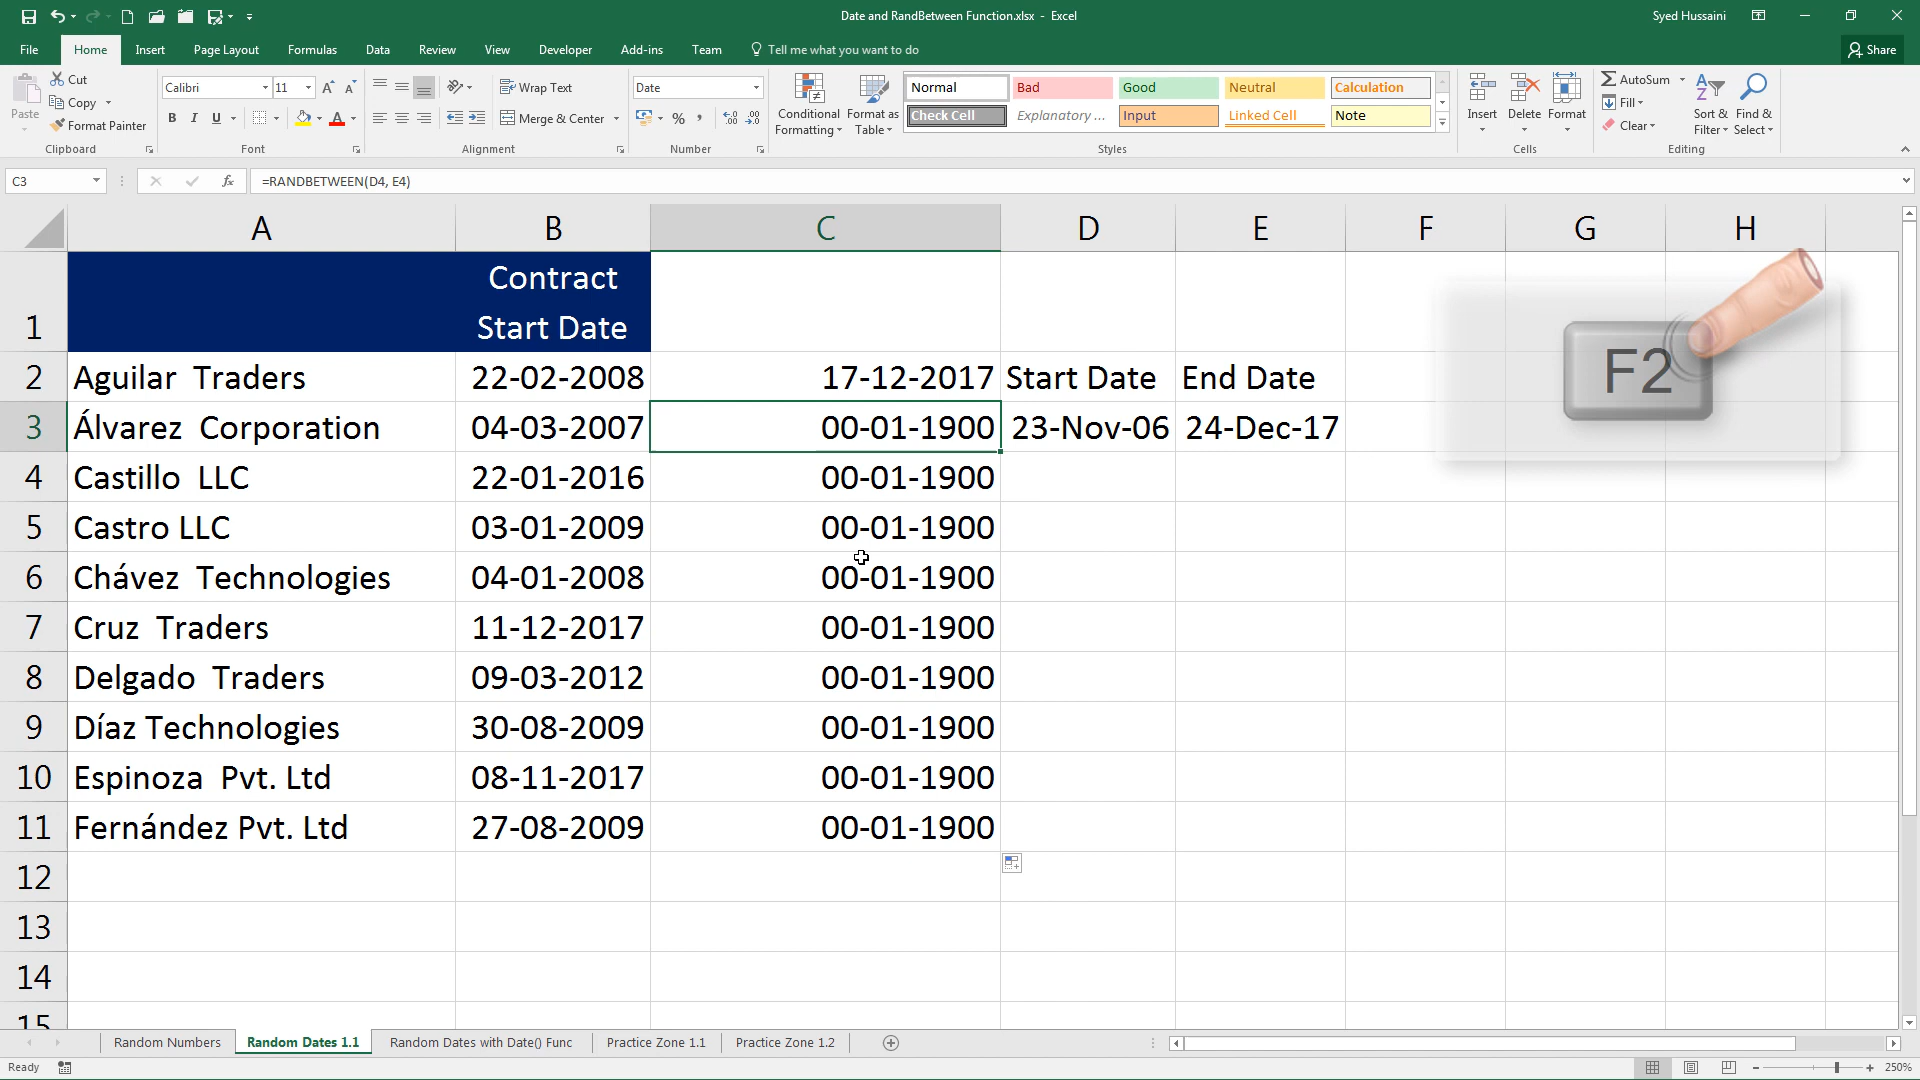 Date and RandBetween Function.xlsx - Excel
Syed Hussaini
File Home Insert Page Layout Formulas Data Review View Developer Add-ins Team Tell me what you want to do Share
Paste
Cut
Copy
Format Painter
Clipboard
Calibri 11
B I U
Font
Wrap Text
Merge & Center
Alignment
Date
%
Number
Conditional Formatting
Format as Table
Normal Bad Good Neutral Calculation
Check Cell Explanatory ... Input Linked Cell Note
Styles
Insert Delete Format
Cells
AutoSum
Fill
Clear
Sort & Filter
Find & Select
Editing
C3 fx =RANDBETWEEN(D4, E4)
A B C D E F G H
1 Contract Start Date
2 Aguilar Traders 22-02-2008 17-12-2017 Start Date End Date
3 Álvarez Corporation 04-03-2007 00-01-1900 23-Nov-06 24-Dec-17
4 Castillo LLC 22-01-2016 00-01-1900
5 Castro LLC 03-01-2009 00-01-1900
6 Chávez Technologies 04-01-2008 00-01-1900
7 Cruz Traders 11-12-2017 00-01-1900
8 Delgado Traders 09-03-2012 00-01-1900
9 Díaz Technologies 30-08-2009 00-01-1900
10 Espinoza Pvt. Ltd 08-11-2017 00-01-1900
11 Fernández Pvt. Ltd 27-08-2009 00-01-1900
12
13
14
15
F2
Random Numbers Random Dates 1.1 Random Dates with Date() Func Practice Zone 1.1 Practice Zone 1.2
Ready 250%